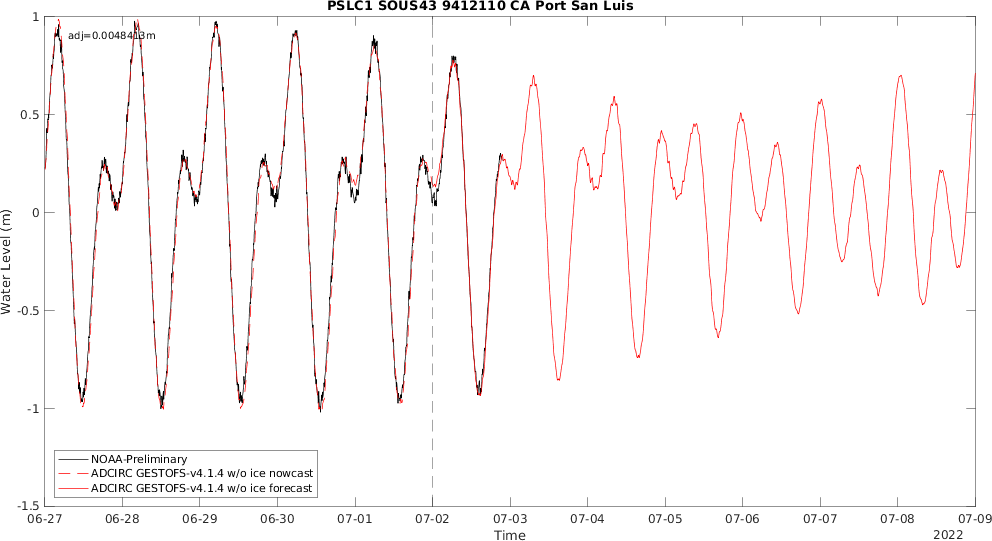 PSLC1 SOUS43 9412110 CA Port San Luis
adj=0.0048413m
1
0.5
0
-0.5
-1
-1.5
Water Level (m)
NOAA-Preliminary
ADCIRC GESTOFS-v4.1.4 w/o ice nowcast
ADCIRC GESTOFS-v4.1.4 w/o ice forecast
06-27 06-28 06-29 06-30 07-01 07-02 07-03 07-04 07-05 07-06 07-07 07-08 07-09
Time
2022